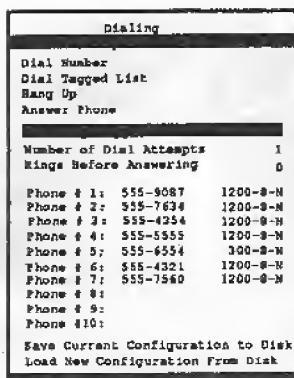 Dialing
Dial Number
Dial Tagged List
Hang Up
Answer Phone
Number of Dial Attempts 1
Rings Before Answering 0
Phone # 1: 555-9087 1200-8-N
Phone # 2: 555-7634 1200-8-N
Phone # 3: 555-4254 1200-8-N
Phone # 4: 555-5555 1200-8-N
Phone # 5: 555-6554 300-8-N
Phone # 6: 555-4321 1200-8-N
Phone # 7: 555-7560 1200-8-N
Phone # 8:
Phone # 9:
Phone #10:
Save Current Configuration to Disk
Load New Configuration From Disk